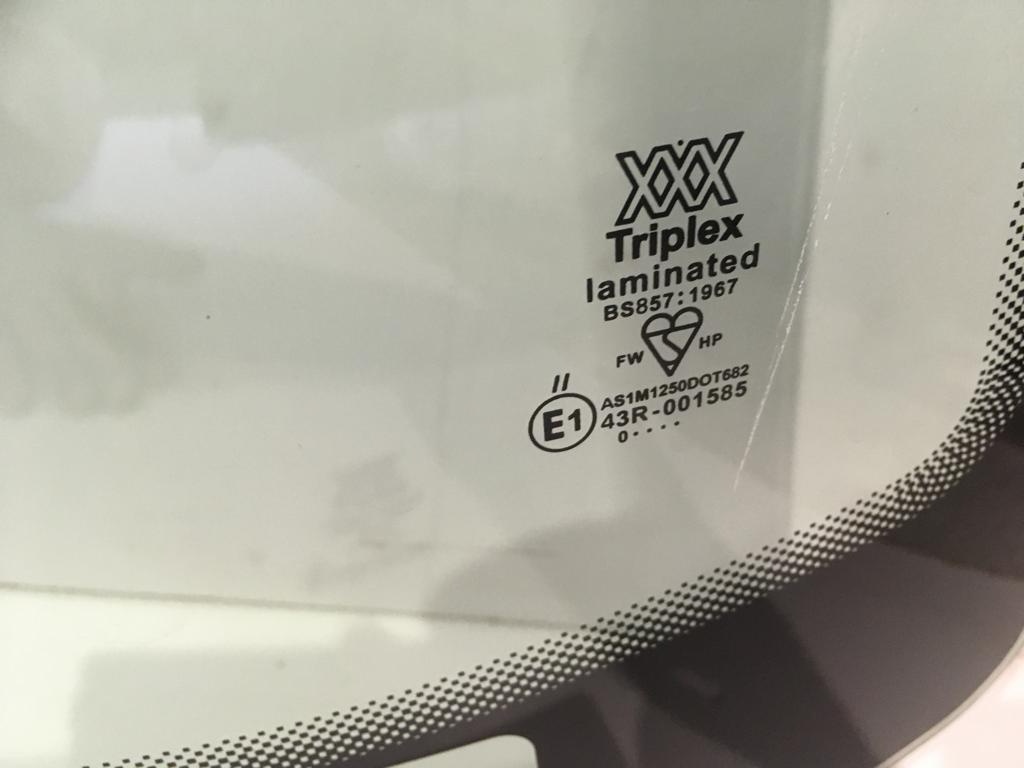 XXX
Triplex
laminated
BS857:1967
FW HP
II
E1
AS1M1250DOT682
43R-001585
0····